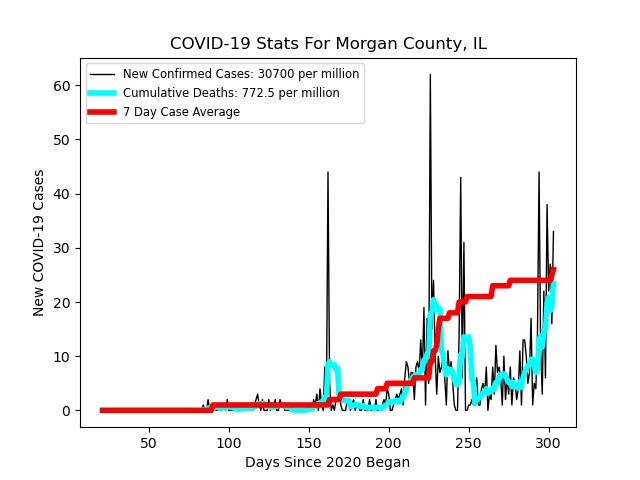 COVID-19 Stats For Morgan County, IL
New Confirmed Cases: 30700 per million
Cumulative Deaths: 772.5 per million
7 Day Case Average
New COVID-19 Cases
60
50
40
30
20
10
0
50 100 150 200 250 300
Days Since 2020 Began